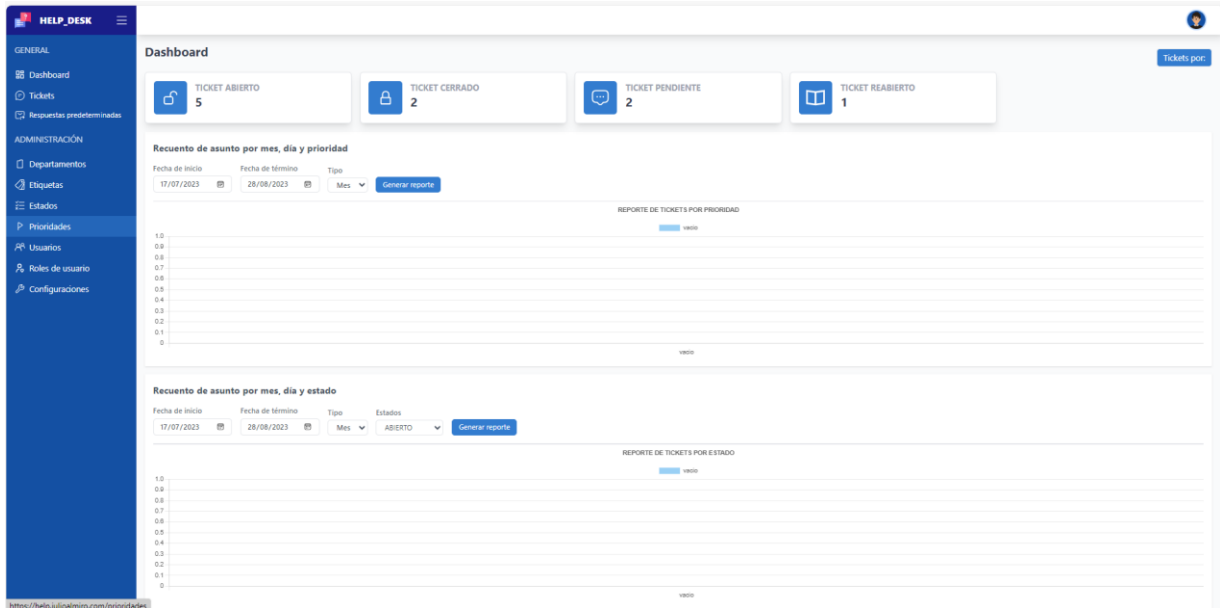 HELP_DESK
GENERAL
Dashboard
Tickets
Respuestas predeterminadas
ADMINISTRACIÓN
Departamentos
Etiquetas
Estados
Prioridades
Usuarios
Roles de usuario
Configuraciones
Dashboard
Tickets por:
TICKET ABIERTO
5
TICKET CERRADO
2
TICKET PENDIENTE
2
TICKET REABIERTO
1
Recuento de asunto por mes, día y prioridad
Fecha de inicio Fecha de término Tipo
17/07/2023 28/08/2023 Mes Generar reporte
REPORTE DE TICKETS POR PRIORIDAD
vacio
1.0
0.9
0.8
0.7
0.6
0.5
0.4
0.3
0.2
0.1
0
vacio
Recuento de asunto por mes, día y estado
Fecha de inicio Fecha de término Tipo Estados
17/07/2023 28/08/2023 Mes ABIERTO Generar reporte
REPORTE DE TICKETS POR ESTADO
vacio
1.0
0.9
0.8
0.7
0.6
0.5
0.4
0.3
0.2
0.1
0
vacio